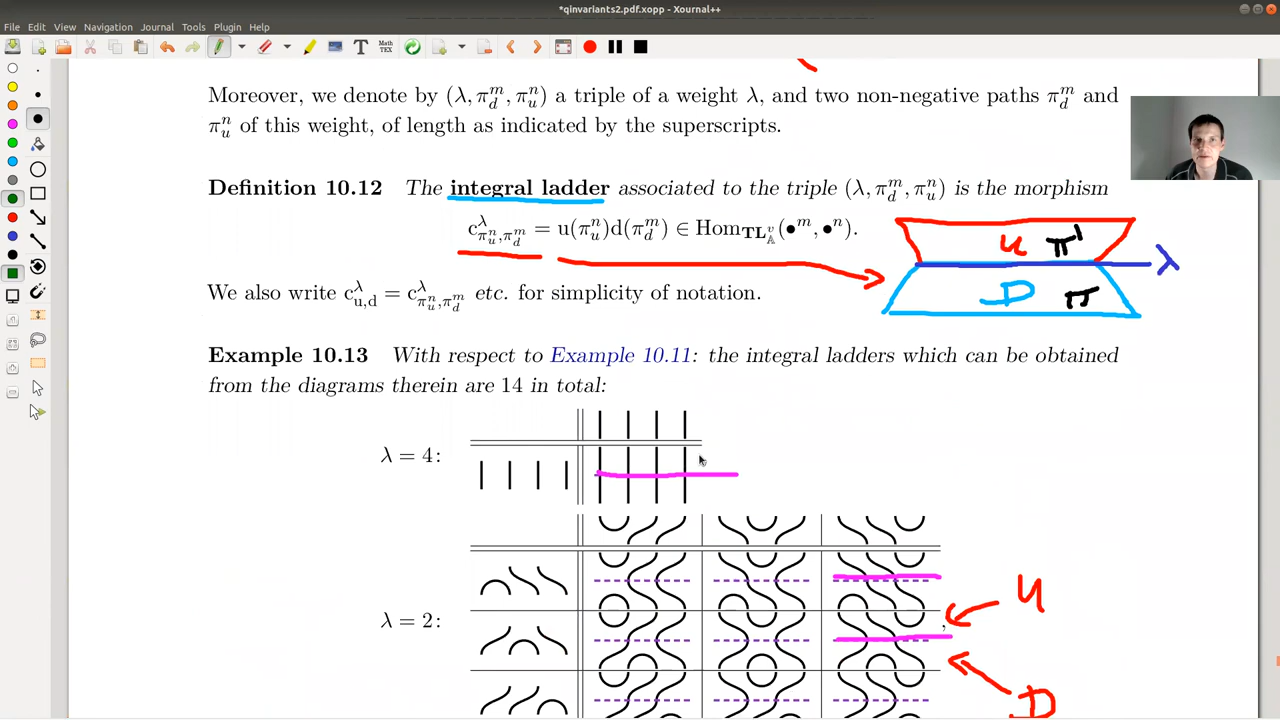 *qinvariants2.pdf.xopp - Xournal++
File Edit View Navigation Journal Tools Plugin Help
T Math TEX
Moreover, we denote by (λ, π_d^m, π_u^n) a triple of a weight λ, and two non-negative paths π_d^m and
π_u^n of this weight, of length as indicated by the superscripts.
Definition 10.12 The integral ladder associated to the triple (λ, π_d^m, π_u^n) is the morphism
c^λ_{π_u^n,π_d^m} = u(π_u^n)d(π_d^m) ∈ Hom_{TL^v_𝔸}(•^m, •^n).
U π' λ
D π
We also write c^λ_{u,d} = c^λ_{π_u^n,π_d^m} etc. for simplicity of notation.
Example 10.13 With respect to Example 10.11: the integral ladders which can be obtained
from the diagrams therein are 14 in total:
λ = 4:
λ = 2: , U
D